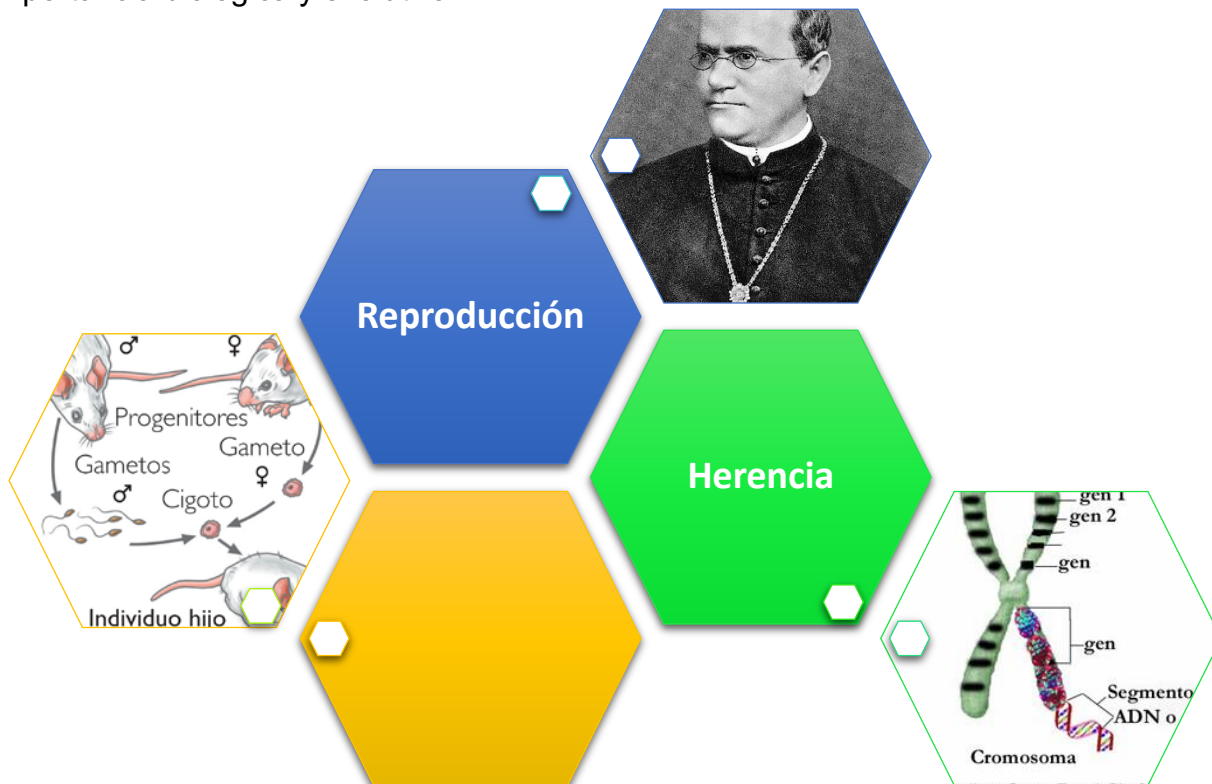 Reproducción
♂ ♀
Progenitores
Gameto
Gametos
♂ ♀
Cigoto
Individuo hijo
Herencia
gen 1
gen 2
gen
gen
Segmento
ADN o
Cromosoma